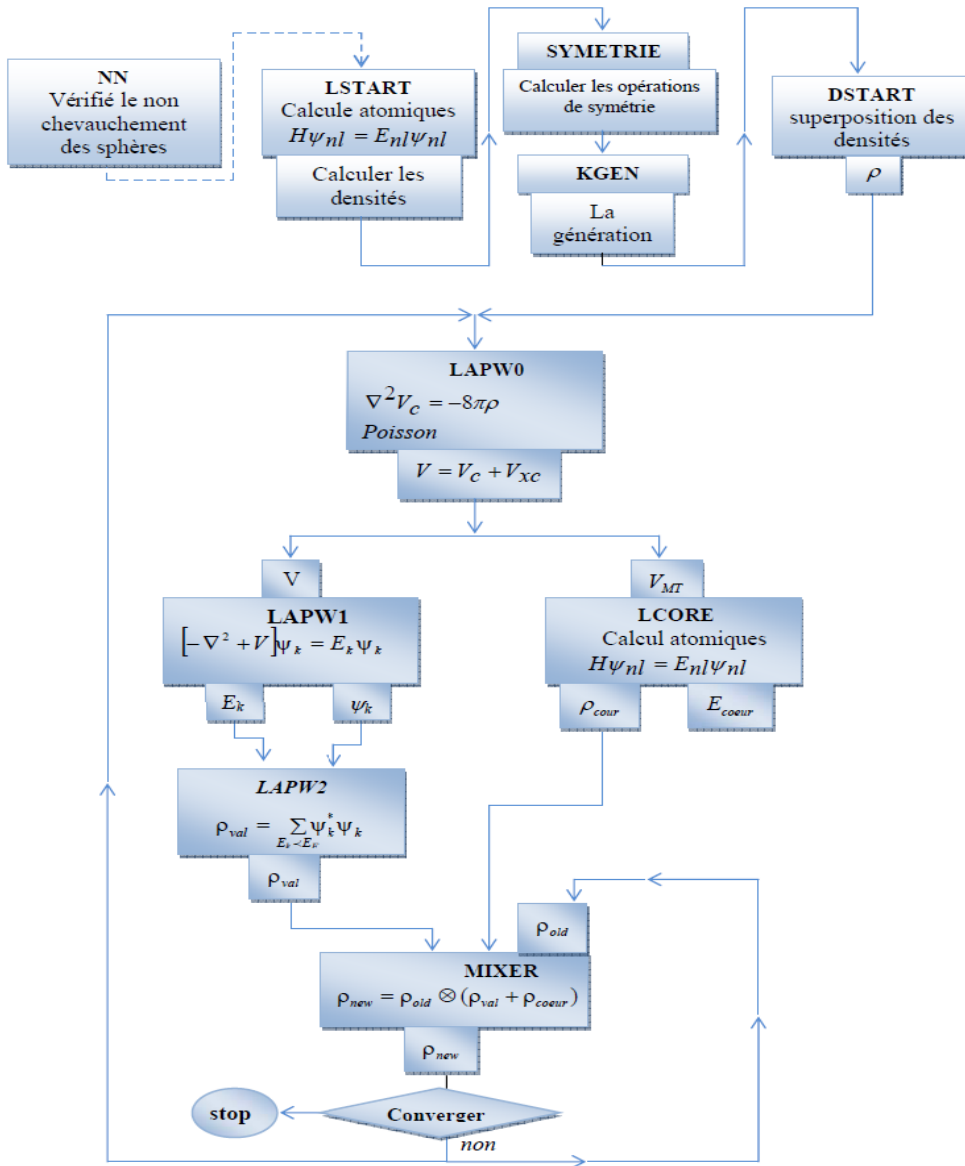 NN
Vérifié le non
chevauchement
des sphères
LSTART
Calcule atomiques
Hψnl = Enlψnl
Calculer les
densités
SYMETRIE
Calculer les opérations
de symétrie
KGEN
La
génération
DSTART
superposition des
densités
ρ
LAPW0
∇²Vc = −8πρ
Poisson
V = Vc + Vxc
V
LAPW1
[−∇² + V]ψk = Ekψk
Ek
ψk
VMT
LCORE
Calcul atomiques
Hψnl = Enlψnl
ρcour
Ecoeur
LAPW2
ρval = Σ ψ*k ψk
Ek≺EF
ρval
ρold
MIXER
ρnew = ρold ⊗ (ρval + ρcoeur)
ρnew
stop
Converger
non